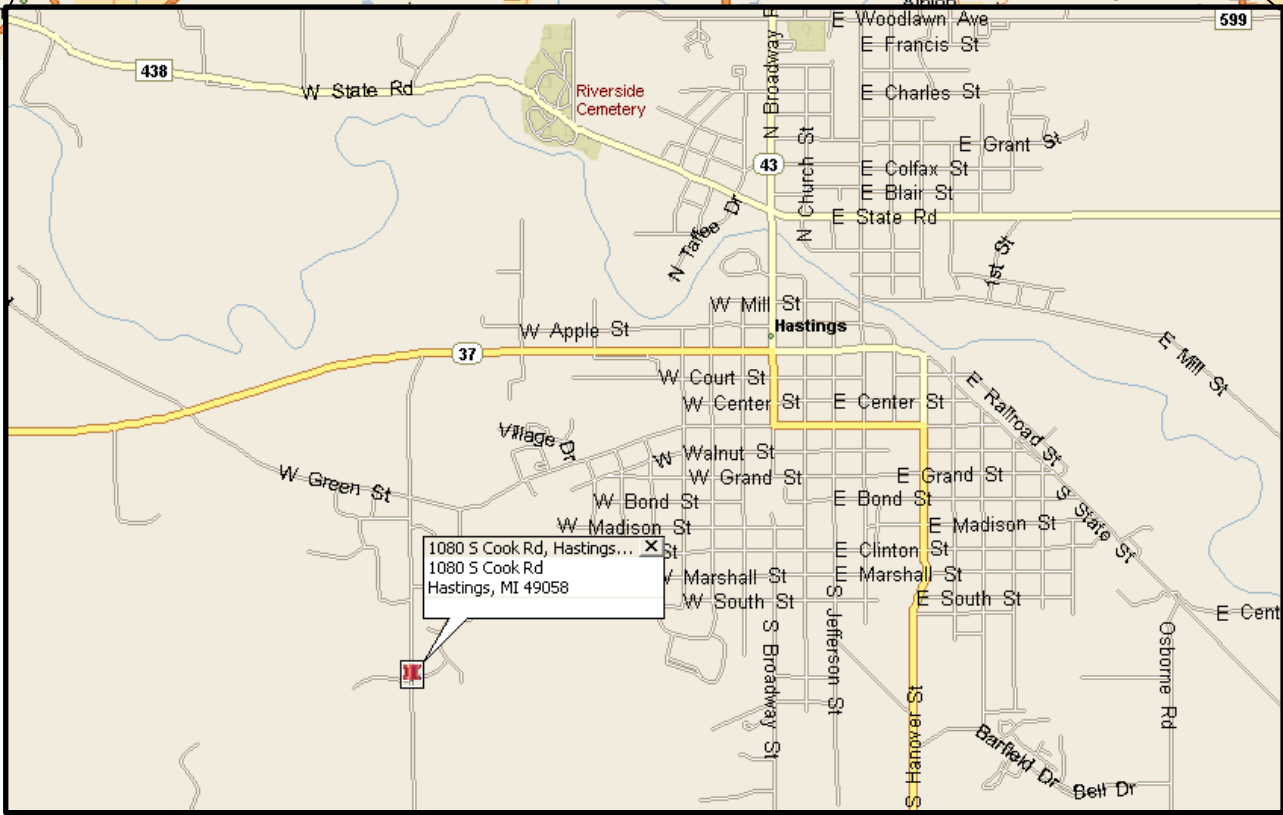 Albion
E Woodlawn Ave
599
E Francis St
438
W State Rd
Riverside
Cemetery
N Broadway
E Charles St
N Church St
E Grant St
43
E Colfax St
E Blair St
E State Rd
N Taffee Dr
1st St
W Mill St
Hastings
W Apple St
37
E Mill St
W Court St
W Center St
E Center St
E Railroad St
Village Dr
W Walnut St
W Grand St
E Grand St
W Green St
W Bond St
E Bond St
S State St
W Madison St
E Madison St
1080 S Cook Rd, Hastings...
1080 S Cook Rd
Hastings, MI 49058
St
E Clinton St
W Marshall St
E Marshall St
W South St
E South St
E Cent
S Broadway St
S Jefferson St
Osborne Rd
S Hanover St
Barfield Dr
Bell Dr